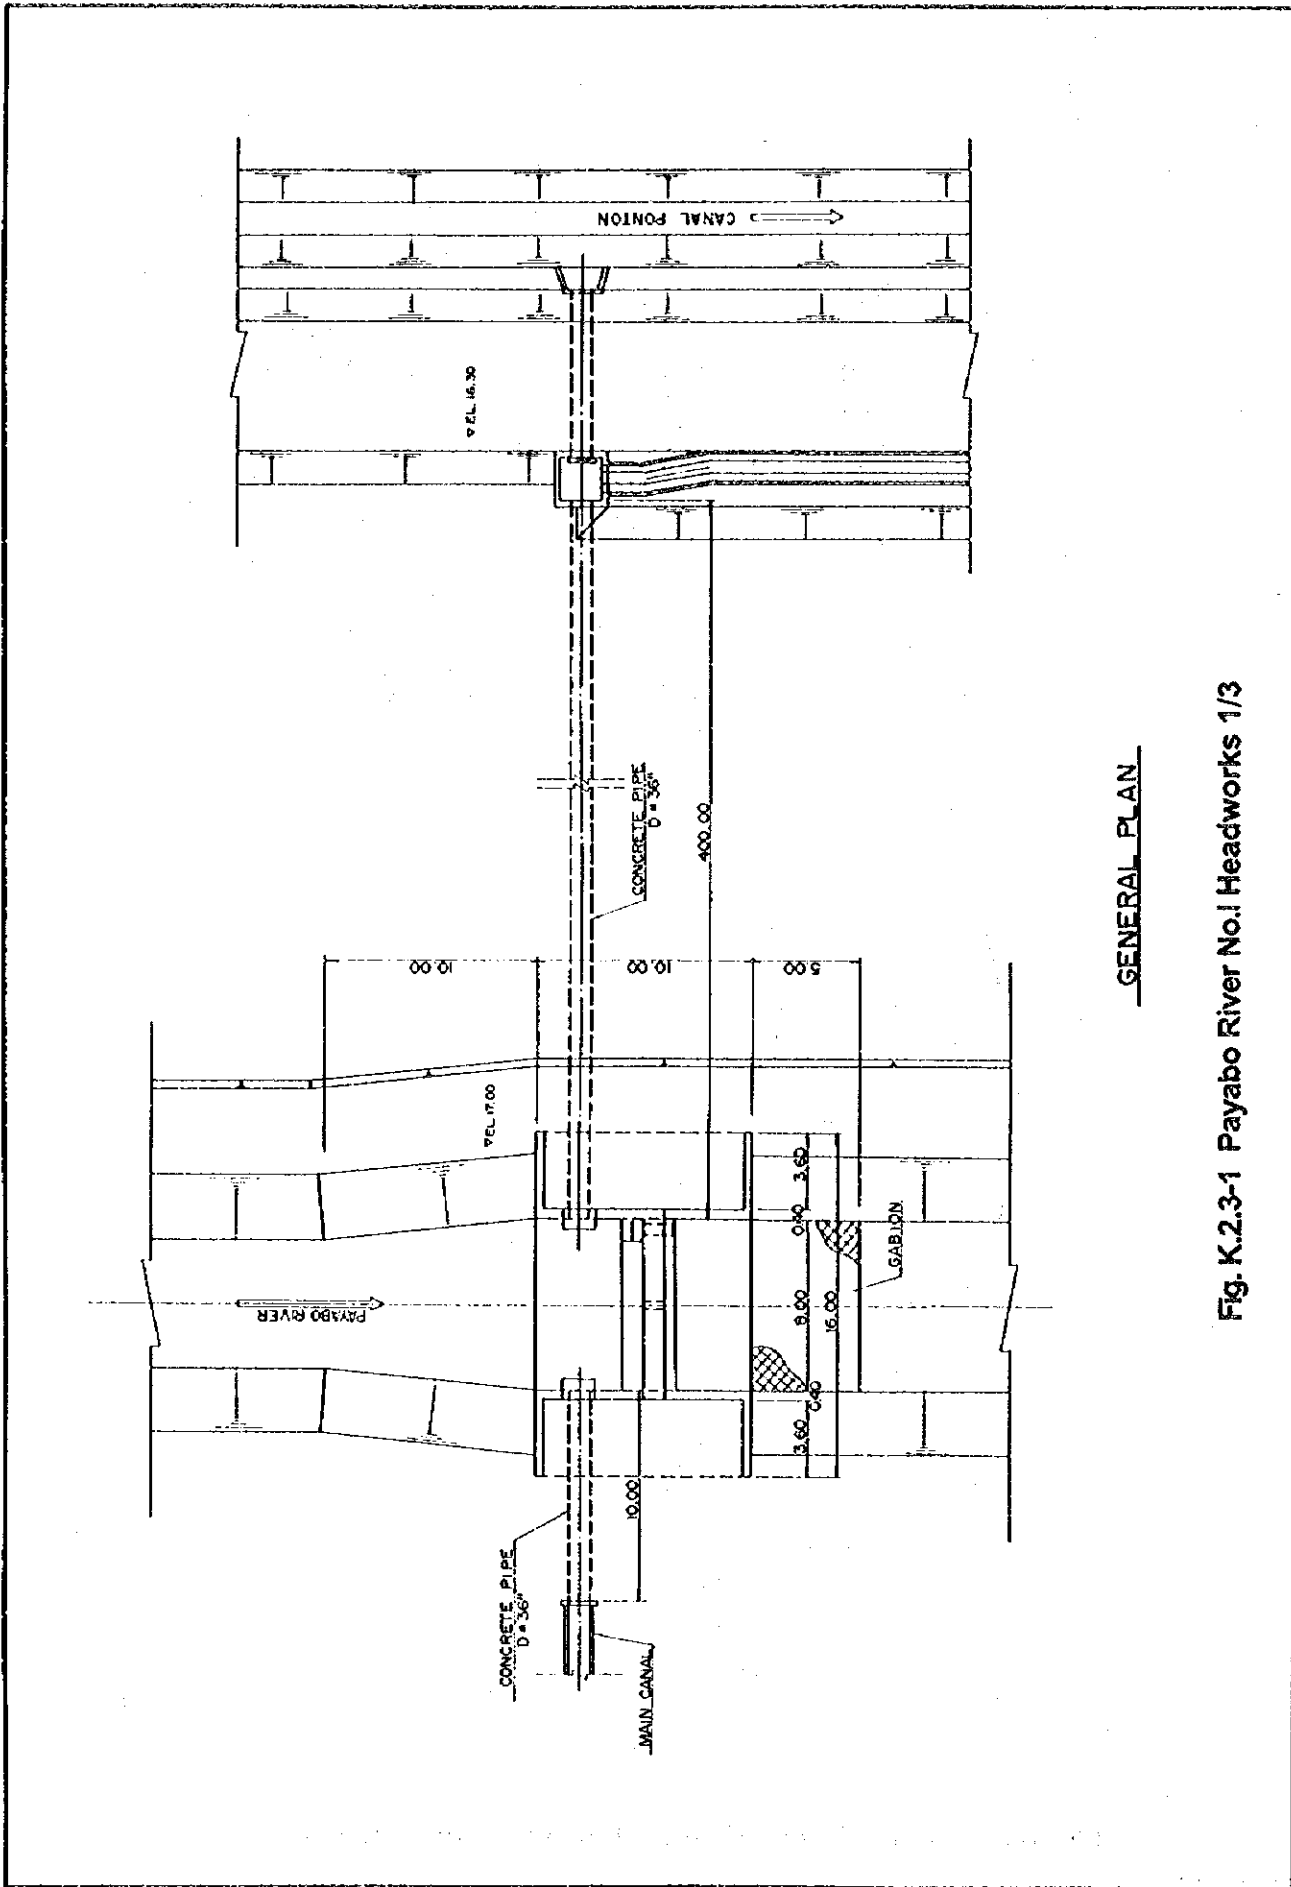 CANAL PONTON
▽EL.16.30
CONCRETE PIPE
D = 36"
400.00
10.00
10.00
5.00
▽EL.17.00
PAYABO RIVER
3.60
0.40
8.00
16.00
0.40
3.60
GABION
10.00
CONCRETE PIPE
D = 36"
MAIN CANAL
GENERAL PLAN
Fig. K.2.3-1 Payabo River No.1 Headworks 1/3